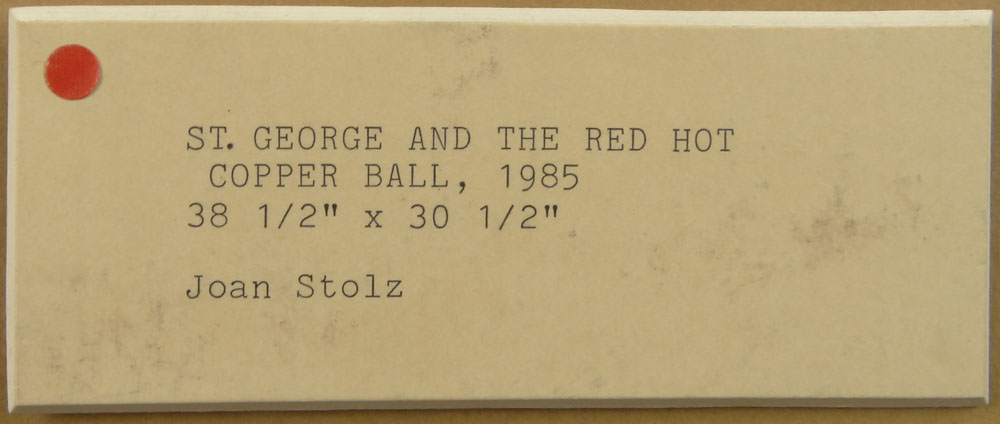 ST. GEORGE AND THE RED HOT
COPPER BALL, 1985
38 1/2" x 30 1/2"
Joan Stolz